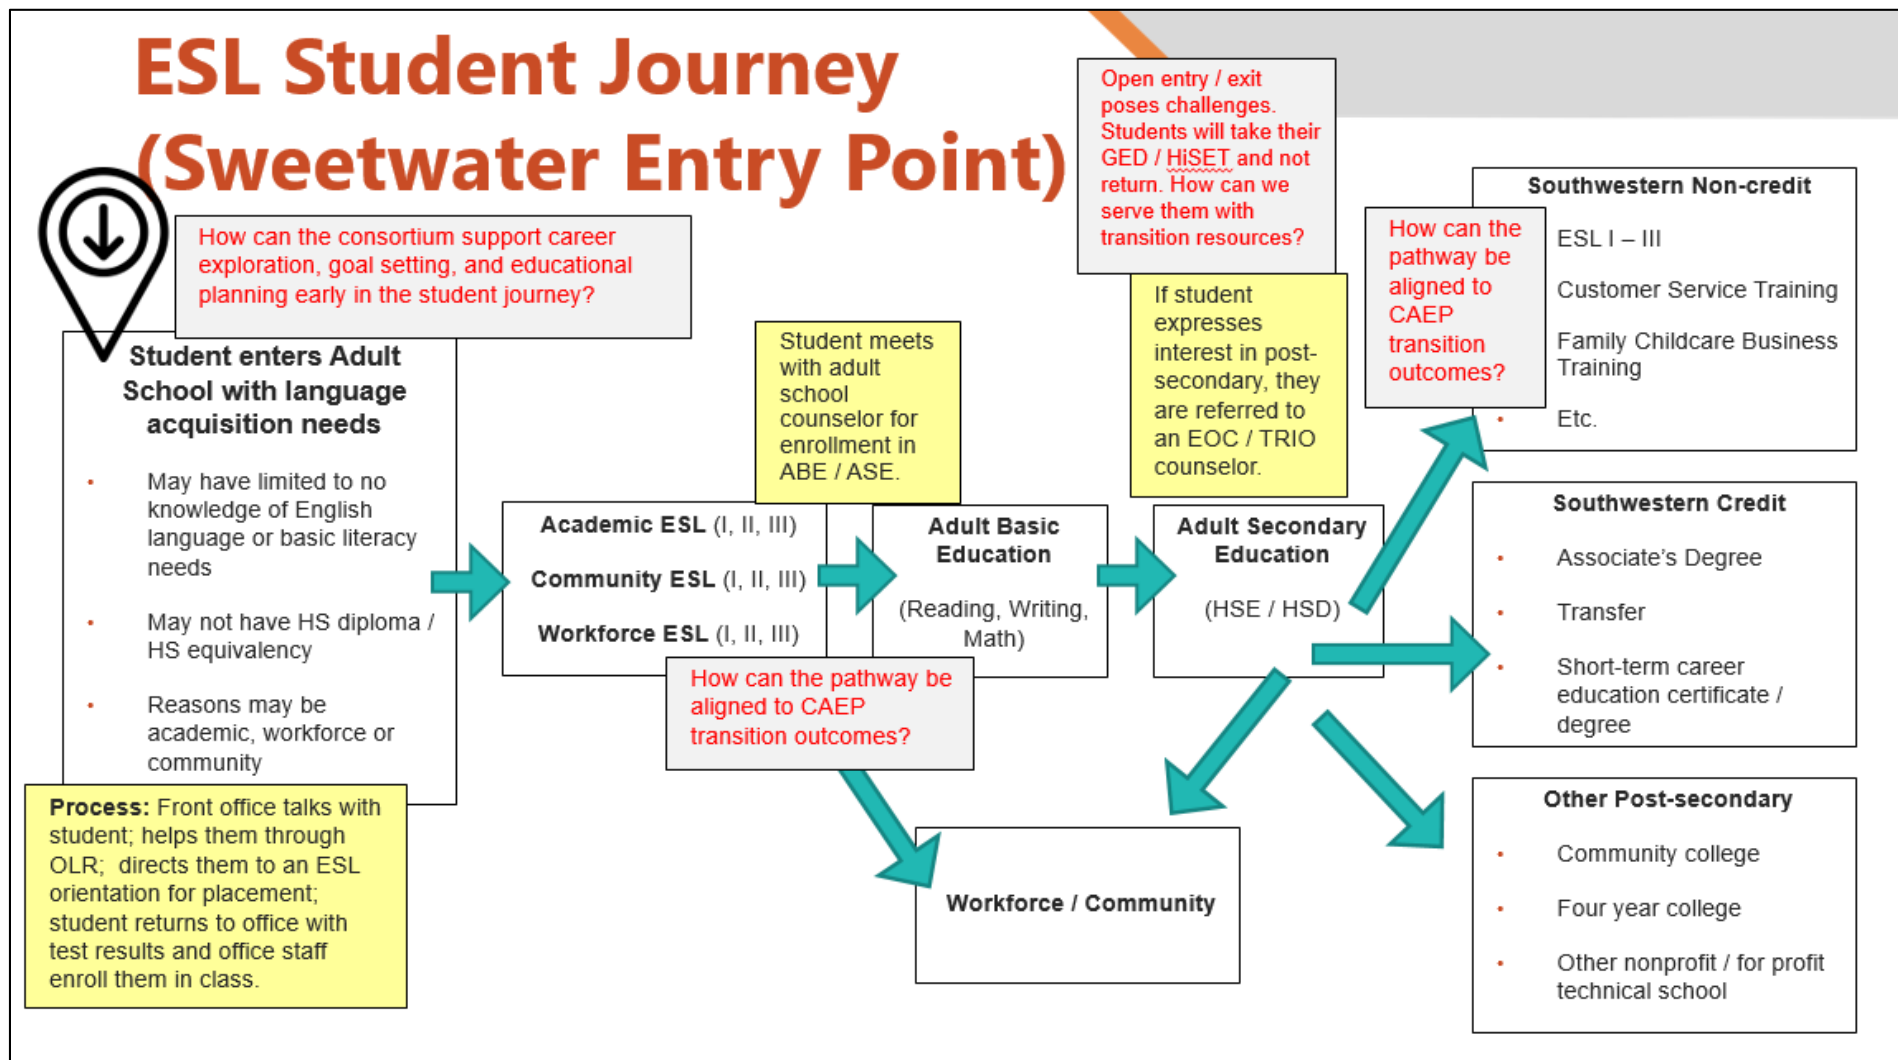 ESL Student Journey
(Sweetwater Entry Point)
How can the consortium support career
exploration, goal setting, and educational
planning early in the student journey?
Student enters Adult
School with language
acquisition needs
• May have limited to no
knowledge of English
language or basic literacy
needs
• May not have HS diploma /
HS equivalency
• Reasons may be
academic, workforce or
community
Process: Front office talks with
student; helps them through
OLR; directs them to an ESL
orientation for placement;
student returns to office with
test results and office staff
enroll them in class.
Academic ESL (I, II, III)
Community ESL (I, II, III)
Workforce ESL (I, II, III)
How can the pathway be
aligned to CAEP
transition outcomes?
Student meets
with adult
school
counselor for
enrollment in
ABE / ASE.
Adult Basic
Education
(Reading, Writing,
Math)
Open entry / exit
poses challenges.
Students will take their
GED / HiSET and not
return. How can we
serve them with
transition resources?
If student
expresses
interest in post-
secondary, they
are referred to
an EOC / TRIO
counselor.
Adult Secondary
Education
(HSE / HSD)
Workforce / Community
How can the
pathway be
aligned to
CAEP
transition
outcomes?
Southwestern Non-credit
ESL I – III
Customer Service Training
Family Childcare Business
Training
• Etc.
Southwestern Credit
• Associate's Degree
• Transfer
• Short-term career
education certificate /
degree
Other Post-secondary
• Community college
• Four year college
• Other nonprofit / for profit
technical school